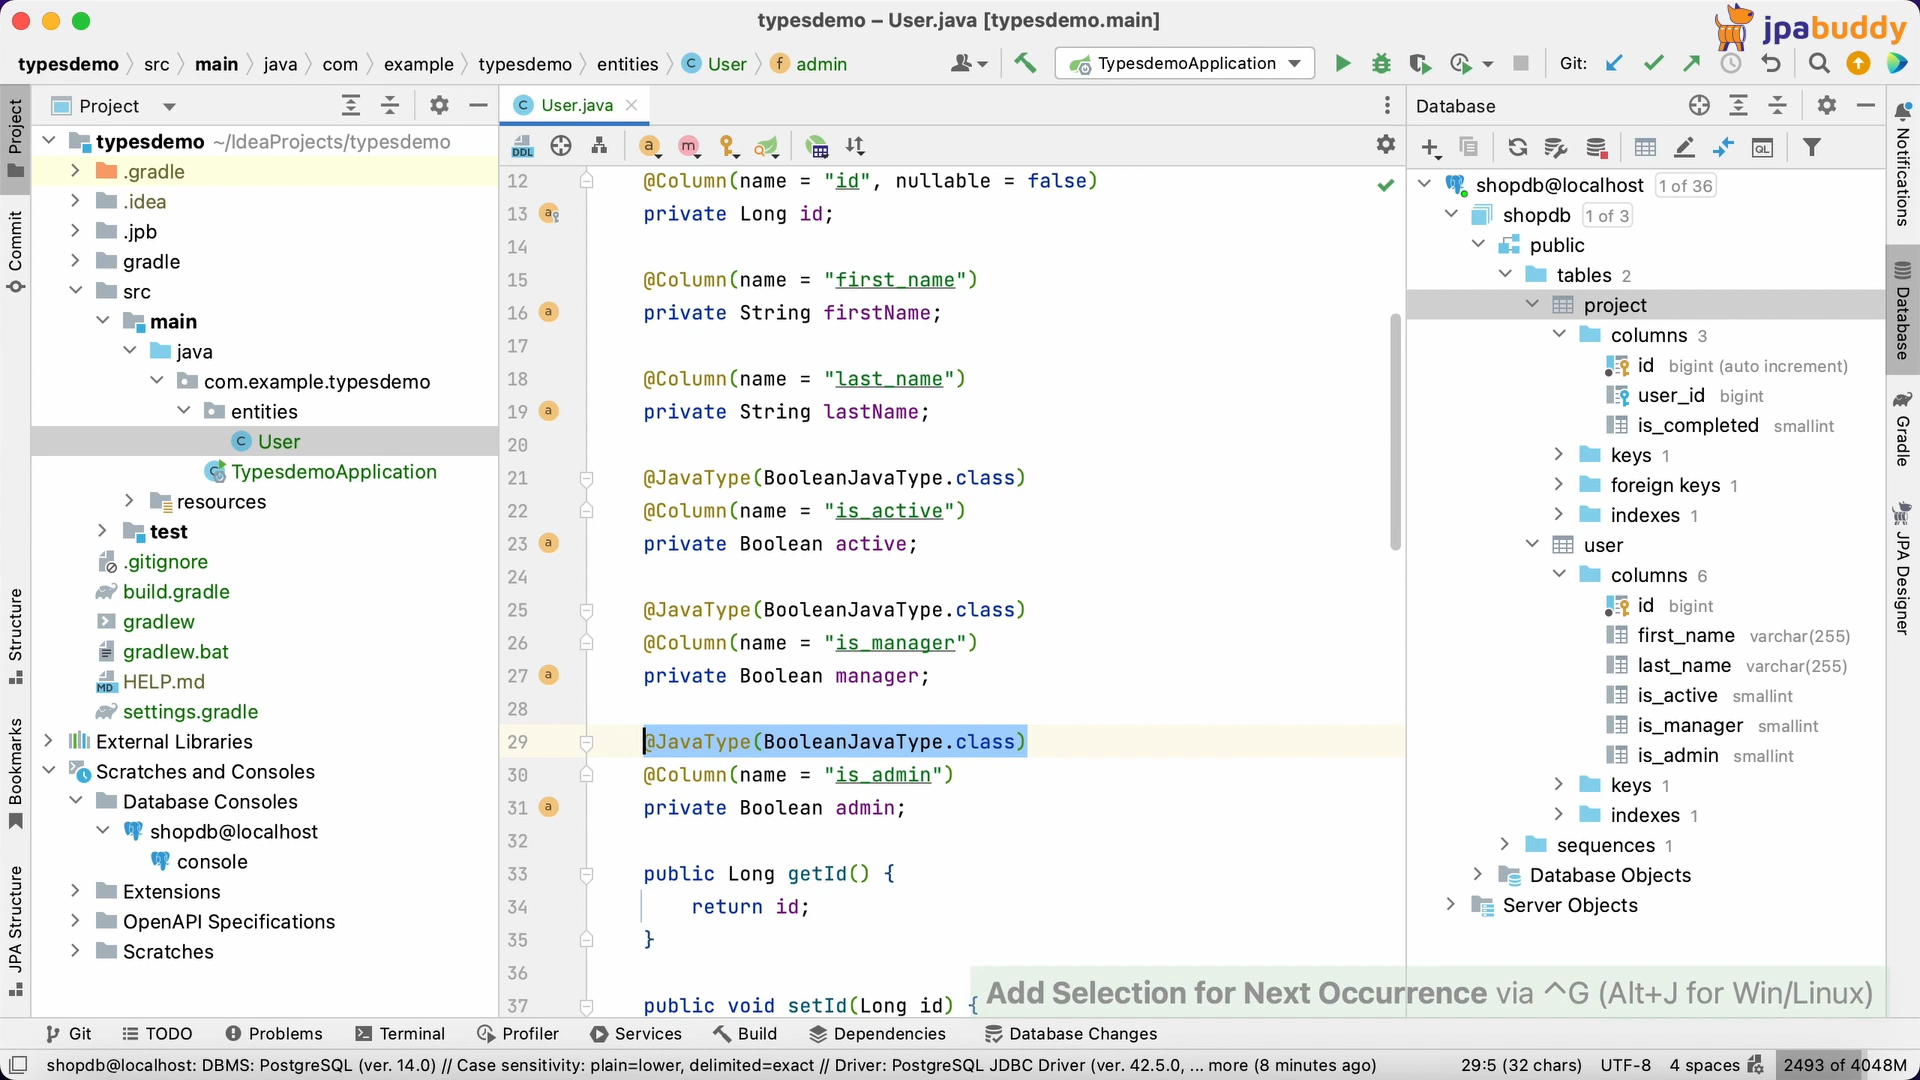 typesdemo – User.java [typesdemo.main]
jpabuddy
typesdemo src main java com example typesdemo entities C User f admin
TypesdemoApplication
Git:
Project
User.java
Database
typesdemo ~/IdeaProjects/typesdemo
.gradle
.idea
.jpb
gradle
src
main
java
com.example.typesdemo
entities
User
TypesdemoApplication
resources
test
.gitignore
build.gradle
gradlew
gradlew.bat
HELP.md
settings.gradle
External Libraries
Scratches and Consoles
Database Consoles
shopdb@localhost
console
Extensions
OpenAPI Specifications
Scratches
Project
Commit
Structure
Bookmarks
JPA Structure
DDL
12 @Column(name = "id", nullable = false)
13 private Long id;
14
15 @Column(name = "first_name")
16 private String firstName;
17
18 @Column(name = "last_name")
19 private String lastName;
20
21 @JavaType(BooleanJavaType.class)
22 @Column(name = "is_active")
23 private Boolean active;
24
25 @JavaType(BooleanJavaType.class)
26 @Column(name = "is_manager")
27 private Boolean manager;
28
29 @JavaType(BooleanJavaType.class)
30 @Column(name = "is_admin")
31 private Boolean admin;
32
33 public Long getId() {
34 return id;
35 }
36
37 public void setId(Long id) {
Add Selection for Next Occurrence via ^G (Alt+J for Win/Linux)
shopdb@localhost 1 of 36
shopdb 1 of 3
public
tables 2
project
columns 3
id bigint (auto increment)
user_id bigint
is_completed smallint
keys 1
foreign keys 1
indexes 1
user
columns 6
id bigint
first_name varchar(255)
last_name varchar(255)
is_active smallint
is_manager smallint
is_admin smallint
keys 1
indexes 1
sequences 1
Database Objects
Server Objects
Notifications
Database
Gradle
JPA Designer
Git TODO Problems Terminal Profiler Services Build Dependencies Database Changes
shopdb@localhost: DBMS: PostgreSQL (ver. 14.0) // Case sensitivity: plain=lower, delimited=exact // Driver: PostgreSQL JDBC Driver (ver. 42.5.0, ... more (8 minutes ago) 29:5 (32 chars) UTF-8 4 spaces 2493 of 4048M